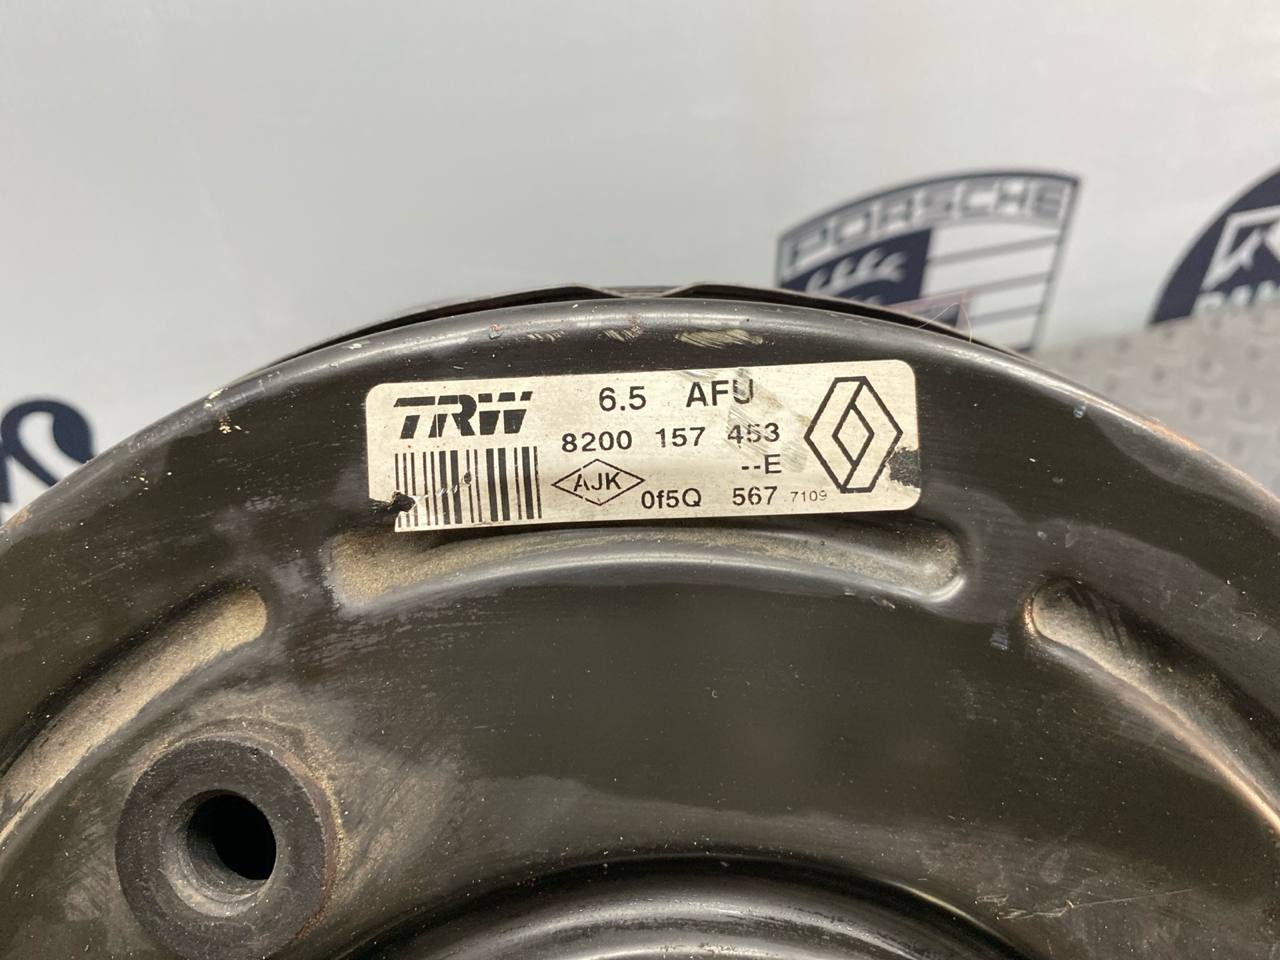 PORSCHE
TRW 6.5 AFU
8200 157 453
--E
AJK 0f5Q 567 7109